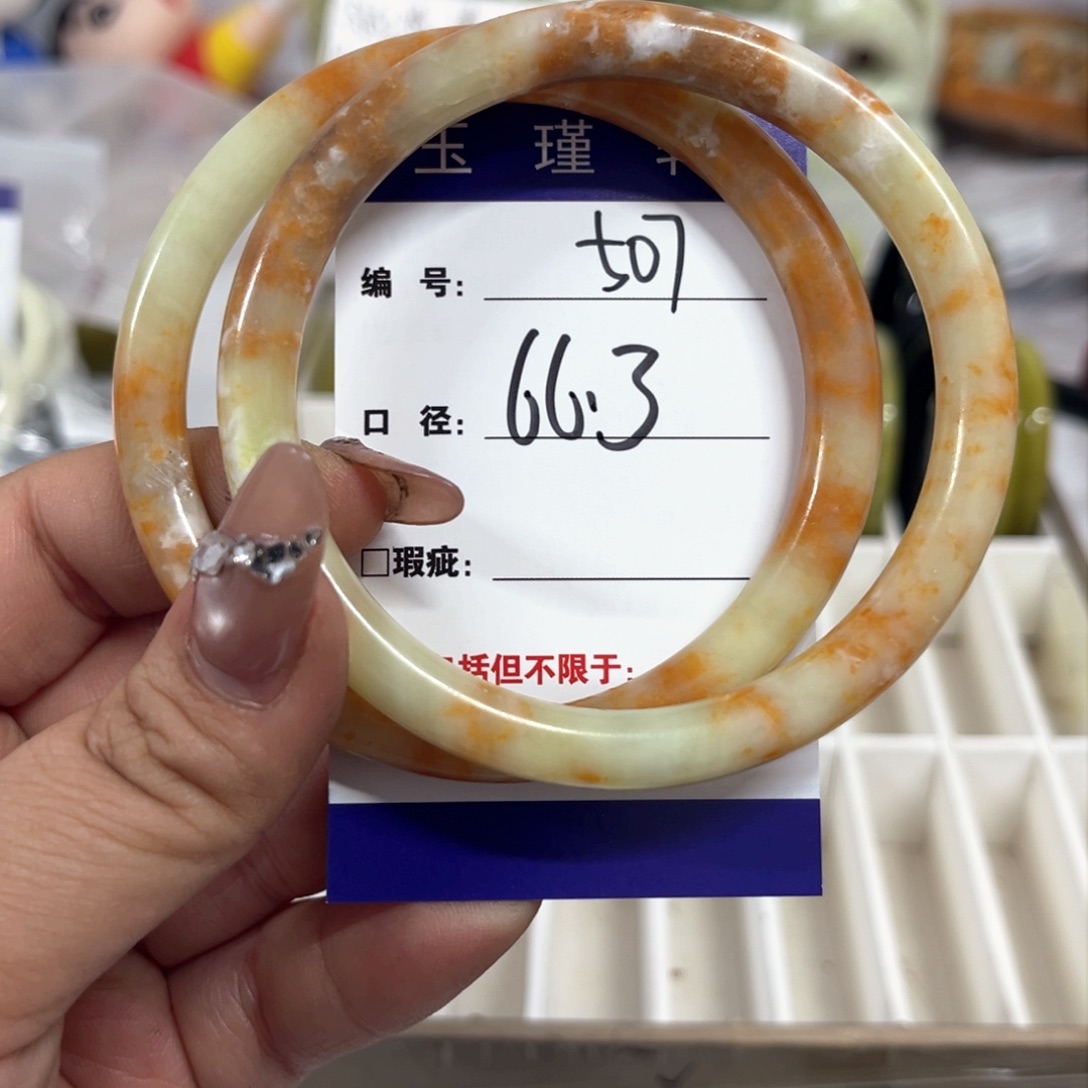 玉 瑾
编 号: 507
口 径: 66.3
□瑕疵:
括但不限于: